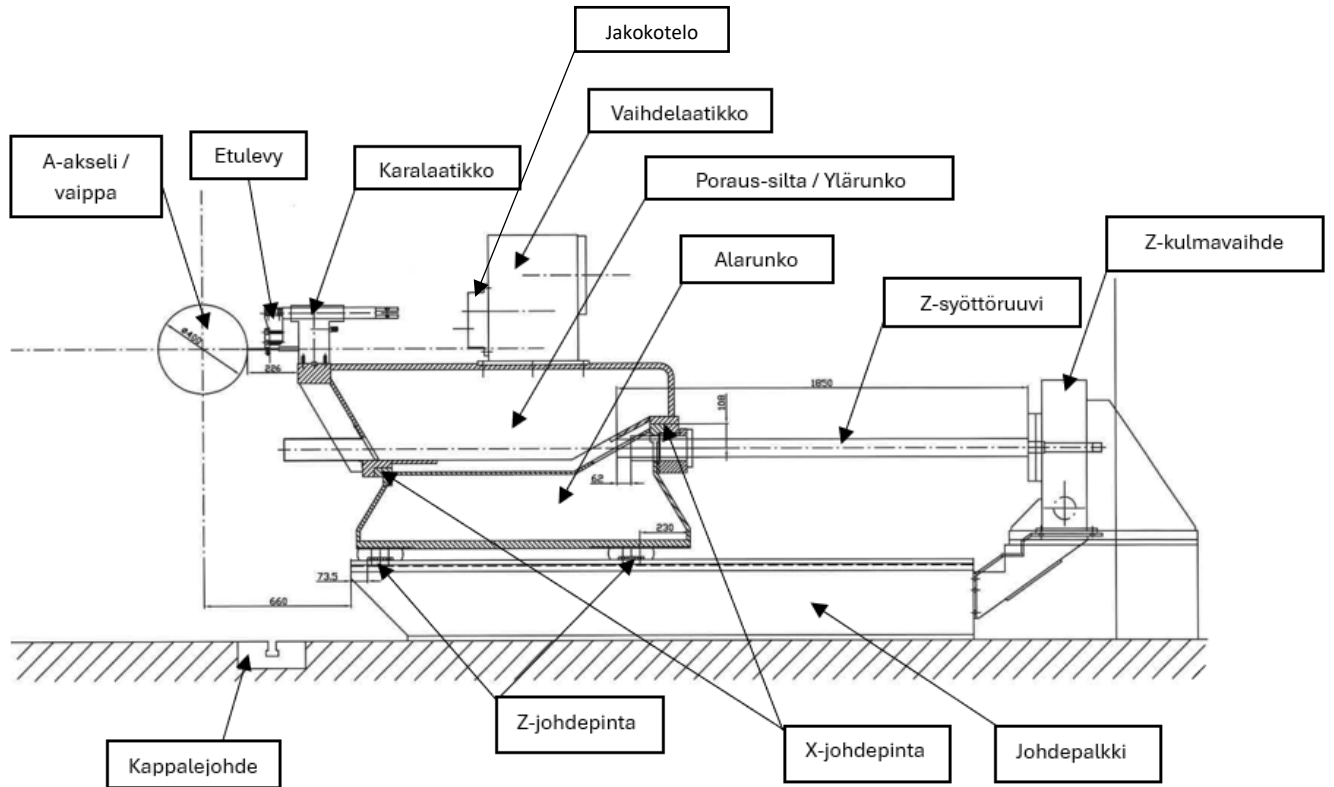 Jakokotelo
Vaihdelaatikko
A-akseli /
vaippa
Etulevy
Karalaatikko
Poraus-silta / Ylärunko
Z-kulmavaihde
Alarunko
Z-syöttöruuvi
ø400
226
1850
108
62
230
73.5
660
Z-johdepinta
X-johdepinta
Johdepalkki
Kappalejohde